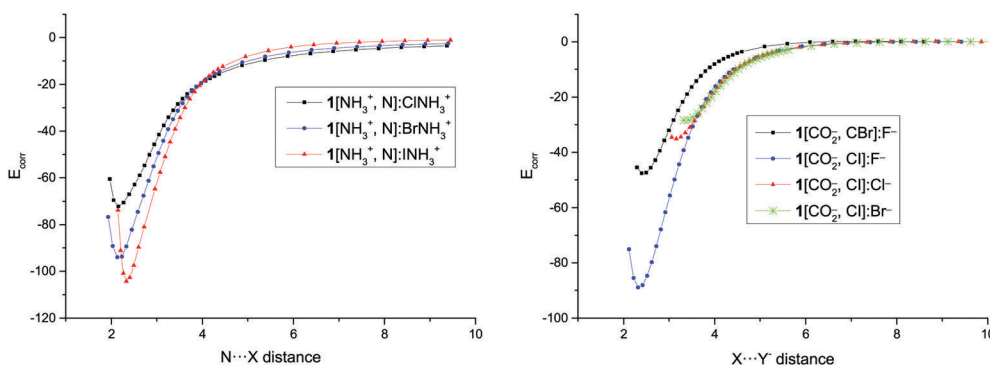 0
-20
-40
-60
-80
-100
-120
2
4
6
8
10
E_corr
N···X distance
1[NH₃⁺, N]:ClNH₃⁺
1[NH₃⁺, N]:BrNH₃⁺
1[NH₃⁺, N]:INH₃⁺
0
-20
-40
-60
-80
-100
2
4
6
8
10
E_corr
X···Y⁻ distance
1[CO₂⁻, CBr]:F⁻
1[CO₂⁻, CI]:F⁻
1[CO₂⁻, CI]:Cl⁻
1[CO₂⁻, CI]:Br⁻